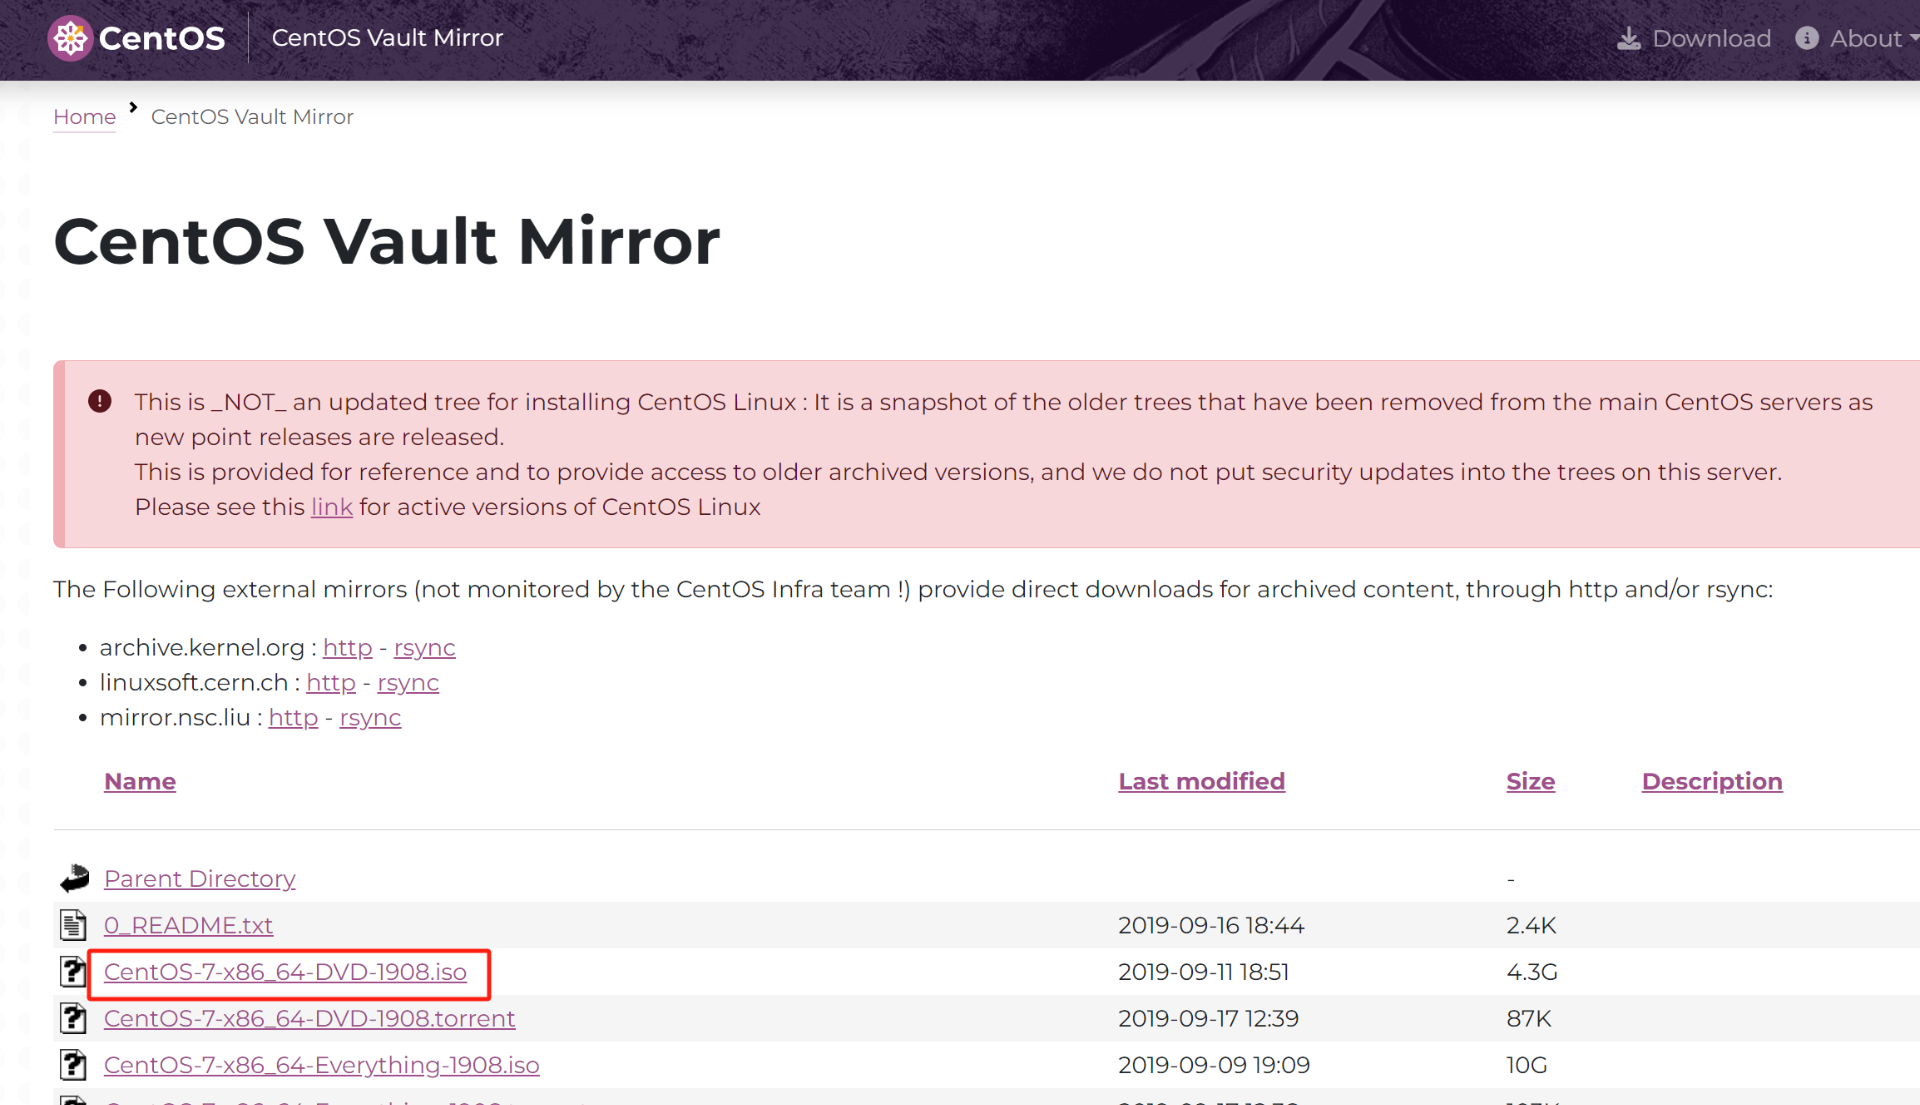 CentOS CentOS Vault Mirror Download About
Home CentOS Vault Mirror
CentOS Vault Mirror
This is _NOT_ an updated tree for installing CentOS Linux : It is a snapshot of the older trees that have been removed from the main CentOS servers as
new point releases are released.
This is provided for reference and to provide access to older archived versions, and we do not put security updates into the trees on this server.
Please see this link for active versions of CentOS Linux
The Following external mirrors (not monitored by the CentOS Infra team !) provide direct downloads for archived content, through http and/or rsync:
• archive.kernel.org : http - rsync
• linuxsoft.cern.ch : http - rsync
• mirror.nsc.liu : http - rsync
Name Last modified Size Description
Parent Directory -
0_README.txt 2019-09-16 18:44 2.4K
CentOS-7-x86_64-DVD-1908.iso 2019-09-11 18:51 4.3G
CentOS-7-x86_64-DVD-1908.torrent 2019-09-17 12:39 87K
CentOS-7-x86_64-Everything-1908.iso 2019-09-09 19:09 10G